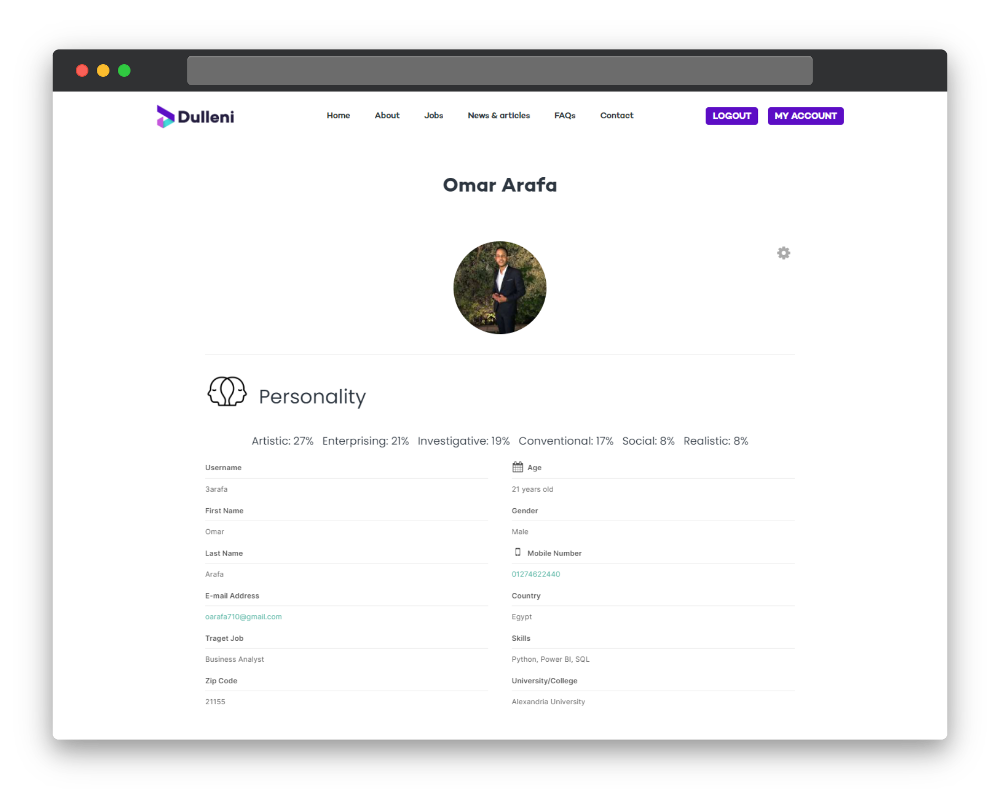 Dulleni
Home About Jobs News & articles FAQs Contact LOGOUT MY ACCOUNT
Omar Arafa
Personality
Artistic: 27% Enterprising: 21% Investigative: 19% Conventional: 17% Social: 8% Realistic: 8%
Username
3arafa
First Name
Omar
Last Name
Arafa
E-mail Address
oarafa710@gmail.com
Traget Job
Business Analyst
Zip Code
21155
Age
21 years old
Gender
Male
Mobile Number
01274622440
Country
Egypt
Skills
Python, Power BI, SQL
University/College
Alexandria University